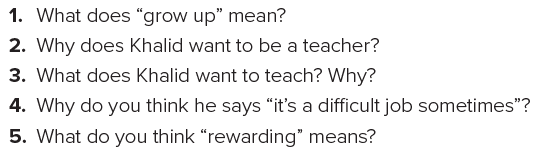 1. What does “grow up” mean?
2. Why does Khalid want to be a teacher?
3. What does Khalid want to teach? Why?
4. Why do you think he says “it’s a difficult job sometimes”?
5. What do you think “rewarding” means?